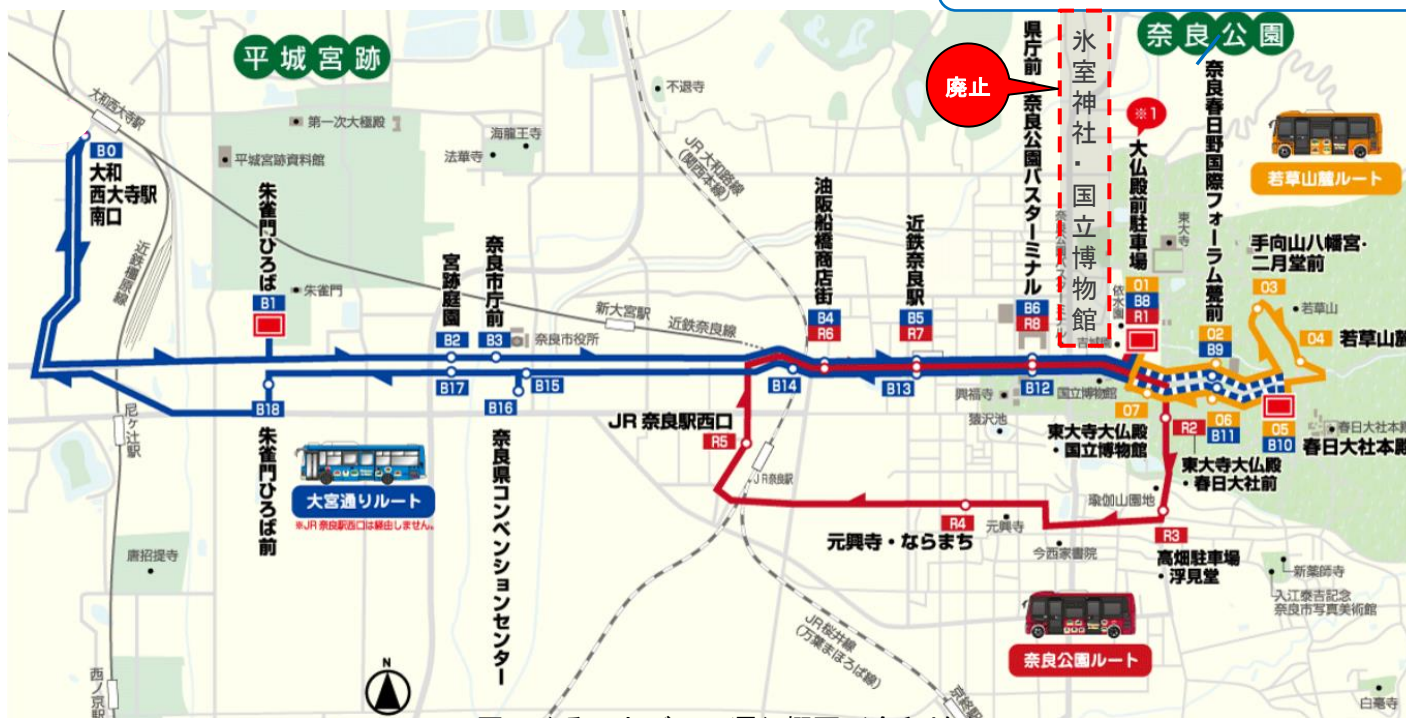 平城宮跡
奈良公園
廃止
氷室神社・国立博物館
県庁前・奈良公園バスターミナル
※1
大仏殿前駐車場
奈良春日野国際フォーラム甍前
若草山麓ルート
大和西大寺駅
B0
大和
西大寺駅
南口
第一次大極殿
平城宮跡資料館
朱雀門ひろば
B1
朱雀門
近鉄橿原線
海龍王寺
法華寺
不退寺
JR大和路線
(関西本線)
宮跡庭園
B2
奈良市庁前
B3
奈良市役所
新大宮駅
近鉄奈良線
油阪船橋商店街
B4
R6
近鉄奈良駅
B5
R7
B6
R8
依水園
吉城園
東大寺
O1
B8
R1
O2
B9
手向山八幡宮・
二月堂前
O3
若草山
O4
若草山麓
B18
朱雀門ひろば前
B17
B16
B15
奈良県コンベンションセンター
B14
B13
B12
興福寺
国立博物館
猿沢池
O7
東大寺大仏殿
・国立博物館
R2
東大寺大仏殿
・春日大社前
O6
B11
O5
B10
春日大社本殿
春日大社本殿
尼ヶ辻駅
大宮通りルート
※JR奈良駅西口は経由しません。
JR奈良駅西口
R5
JR奈良駅
R4
元興寺・ならまち
元興寺
今西家書院
瑜伽山園地
R3
高畑駐車場
・浮見堂
唐招提寺
新薬師寺
入江泰吉記念
奈良市写真美術館
奈良公園ルート
JR桜井線
(万葉まほろば線)
京終駅
西ノ京駅
白毫寺
N